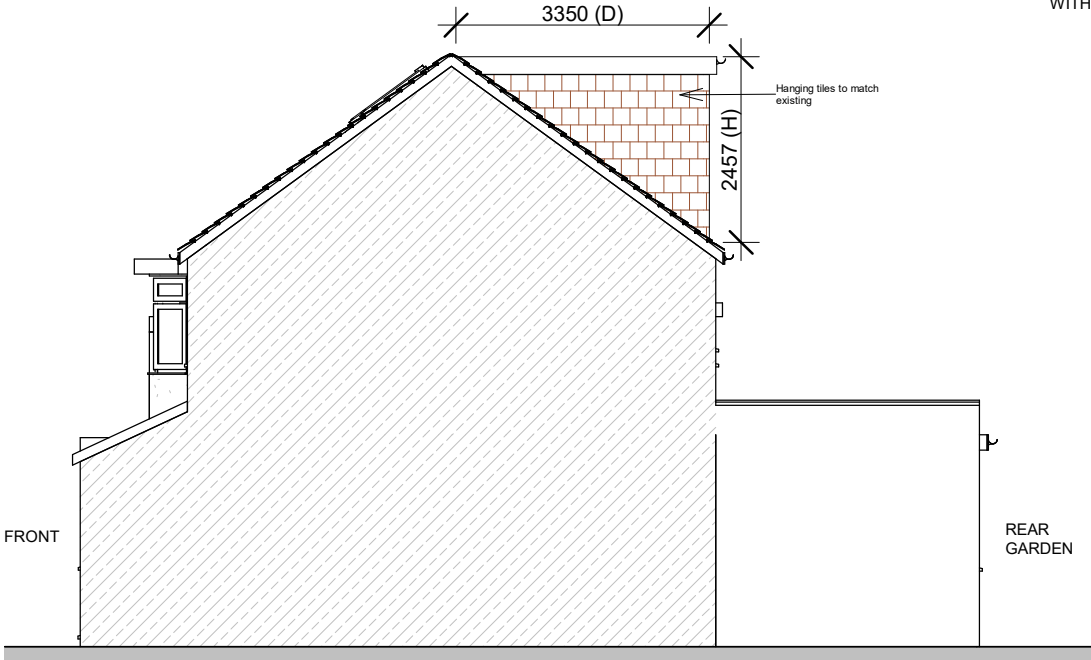 WITH
3350 (D)
Hanging tiles to match
existing
2457 (H)
FRONT
REAR
GARDEN